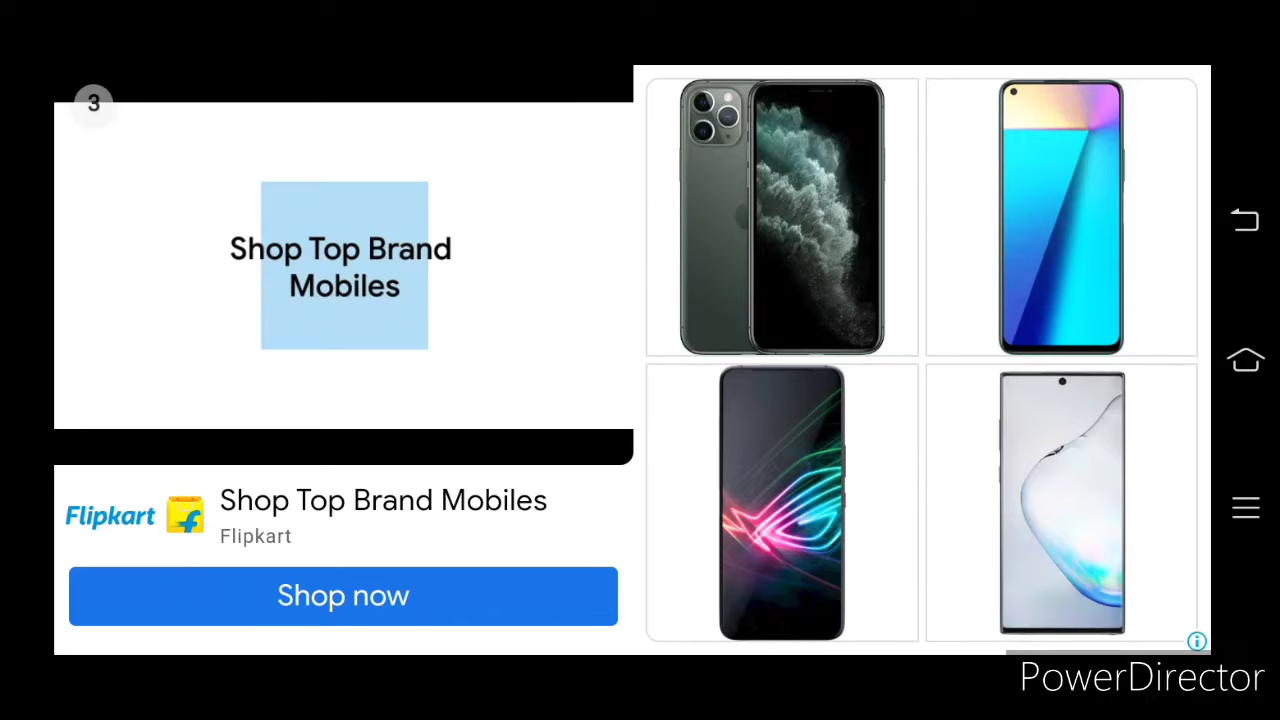 3
Shop Top Brand
Mobiles
Flipkart
Shop Top Brand Mobiles
Flipkart
Shop now
PowerDirector